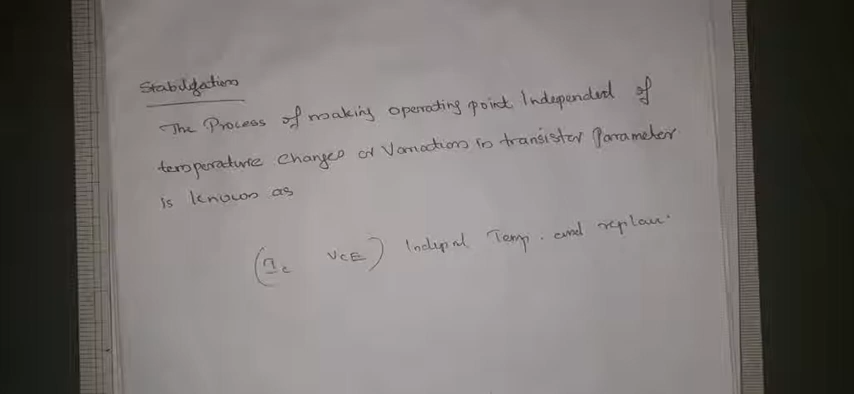 Stabilization
The Process of making operating point Independent of
temperature changes or Variations in transistor Parameter
is known as
(Ic VCE) Indepnt Temp. and replace.